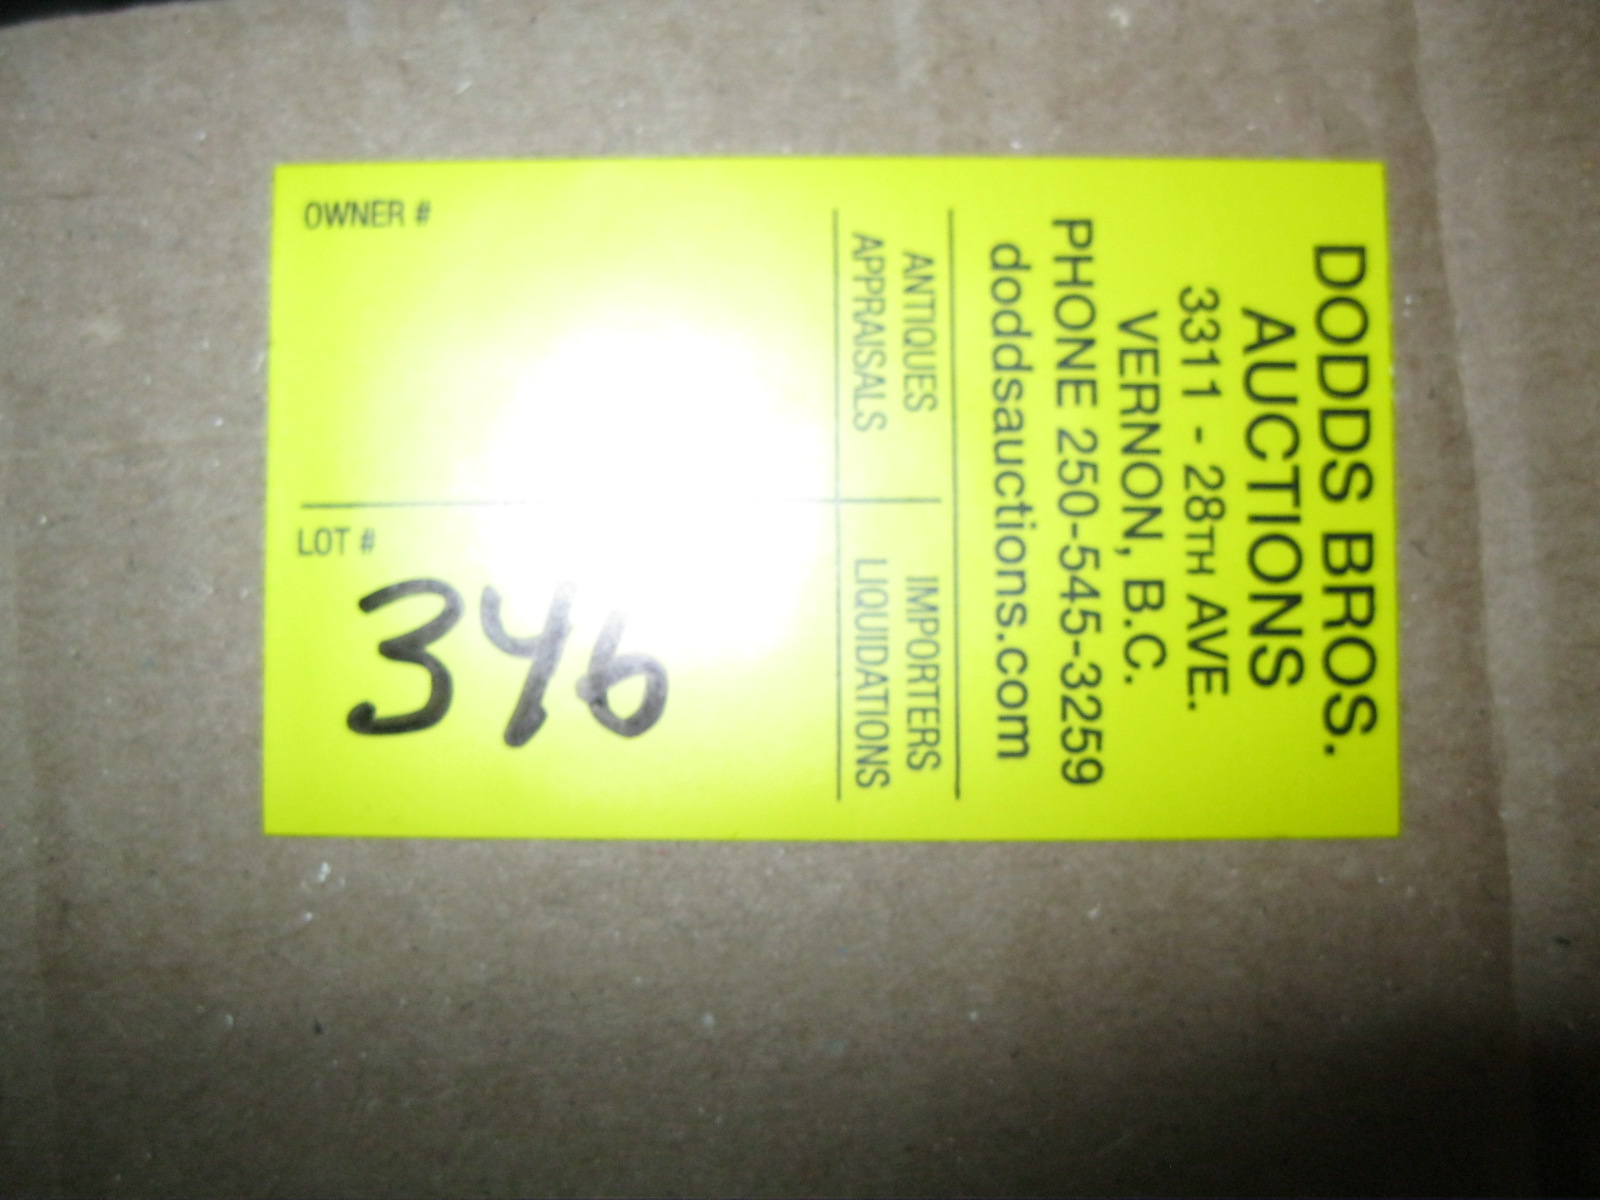 DODDS BROS.
AUCTIONS
3311 - 28TH AVE.
VERNON, B.C.
PHONE 250-545-3259
doddsauctions.com
ANTIQUES
APPRAISALS
IMPORTERS
LIQUIDATIONS
OWNER #
LOT #
346